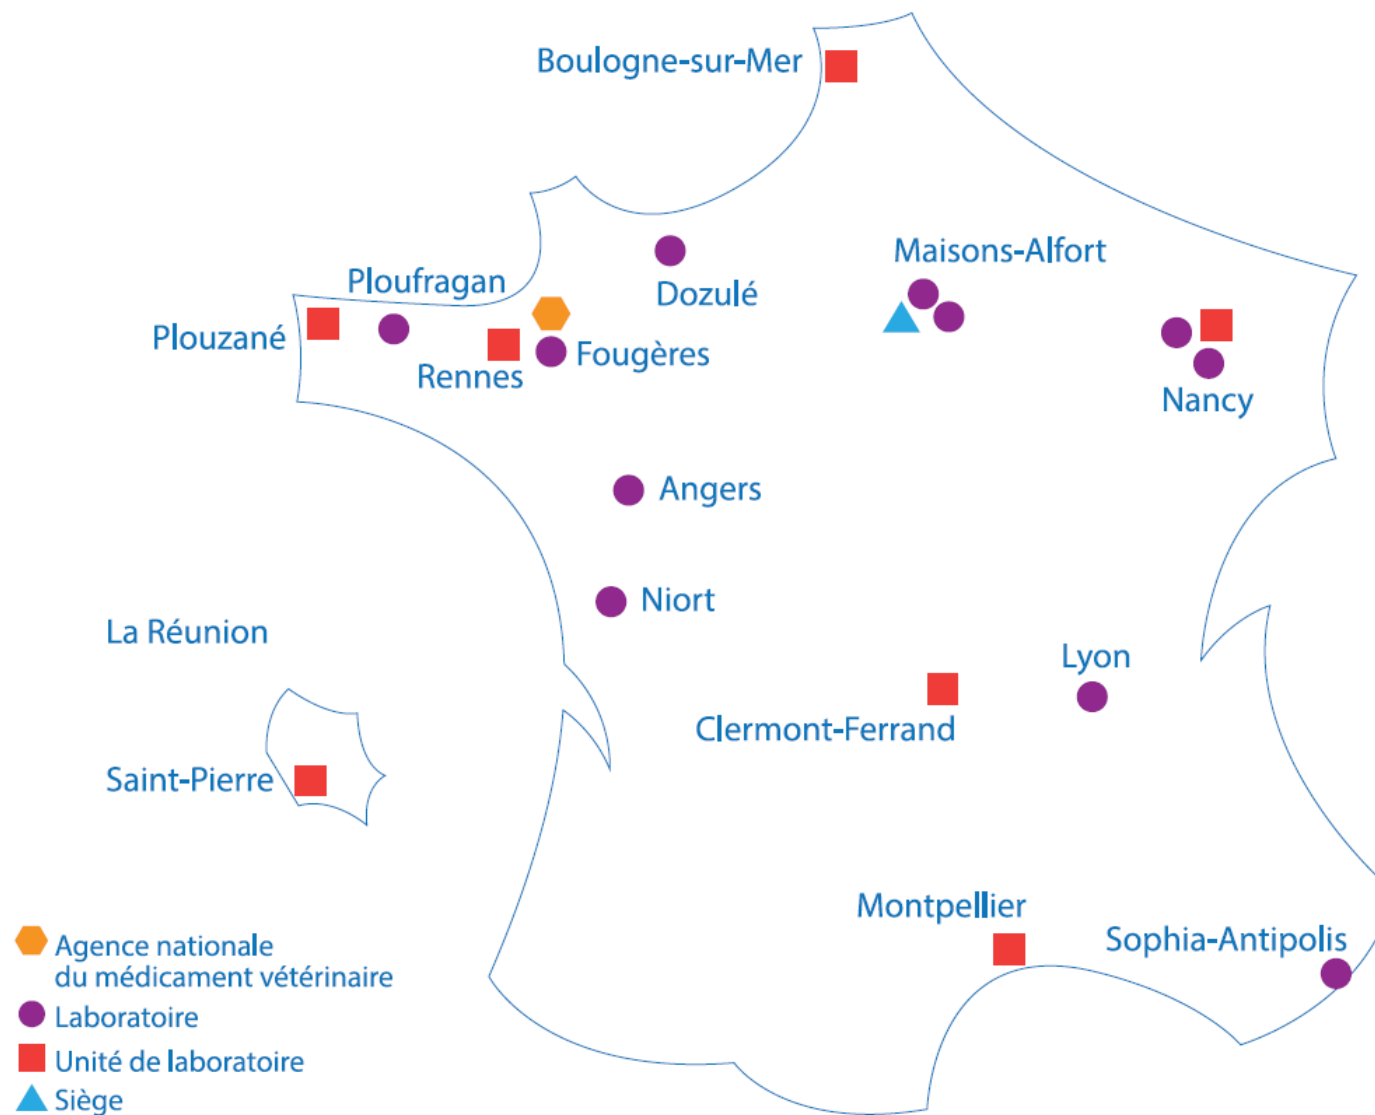 Boulogne-sur-Mer
Maisons-Alfort
Dozulé
Ploufragan
Plouzané
Fougères
Rennes
Nancy
Angers
Niort
La Réunion
Lyon
Clermont-Ferrand
Saint-Pierre
Montpellier
Sophia-Antipolis
Agence nationale
du médicament vétérinaire
Laboratoire
Unité de laboratoire
Siège